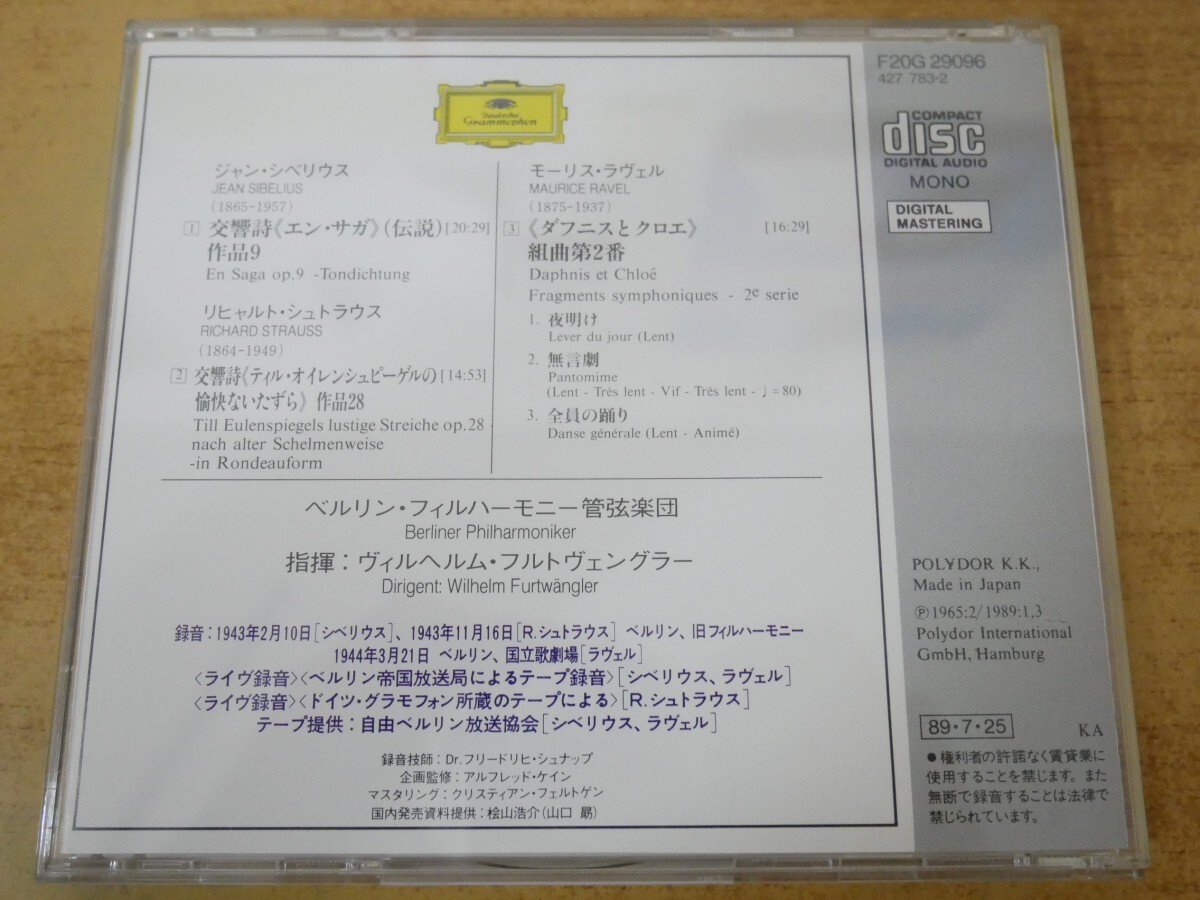 Deutsche
Grammophon
ジャン・シベリウス
JEAN SIBELIUS
(1865-1957)
1 交響詩《エン・サガ》(伝説) [20:29]
作品9
En Saga op.9 -Tondichtung
リヒャルト・シュトラウス
RICHARD STRAUSS
(1864-1949)
2 交響詩《ティル・オイレンシュピーゲルの [14:53]
愉快ないたずら》 作品28
Till Eulenspiegels lustige Streiche op.28
nach alter Schelmenweise
-in Rondeauform
モーリス・ラヴェル
MAURICE RAVEL
(1875-1937)
3 《ダフニスとクロエ》 [16:29]
組曲第2番
Daphnis et Chloé
Fragments symphoniques - 2e serie
1. 夜明け
Lever du jour (Lent)
2. 無言劇
Pantomime
(Lent - Très lent - Vif - Très lent - ♩=80)
3. 全員の踊り
Danse générale (Lent - Animé)
ベルリン・フィルハーモニー管弦楽団
Berliner Philharmoniker
指揮：ヴィルヘルム・フルトヴェングラー
Dirigent: Wilhelm Furtwängler
録音：1943年2月10日[シベリウス]、1943年11月16日[R.シュトラウス] ベルリン、旧フィルハーモニー
1944年3月21日 ベルリン、国立歌劇場[ラヴェル]
〈ライヴ録音〉〈ベルリン帝国放送局によるテープ録音〉[シベリウス、ラヴェル]
〈ライヴ録音〉〈ドイツ・グラモフォン所蔵のテープによる〉[R.シュトラウス]
テープ提供：自由ベルリン放送協会[シベリウス、ラヴェル]
録音技師：Dr.フリードリヒ・シュナップ
企画監修：アルフレッド・ケイン
マスタリング：クリスティアン・フェルトゲン
国内発売資料提供：桧山浩介(山口 勗)
F20G 29096
427 783-2
COMPACT
disc
DIGITAL AUDIO
MONO
DIGITAL
MASTERING
POLYDOR K.K.,
Made in Japan
Ⓟ 1965:2/1989:1,3
Polydor International
GmbH, Hamburg
89・7・25 KA
●権利者の許諾なく賃貸業に
使用することを禁じます。また
無断で録音することは法律で
禁じられています。